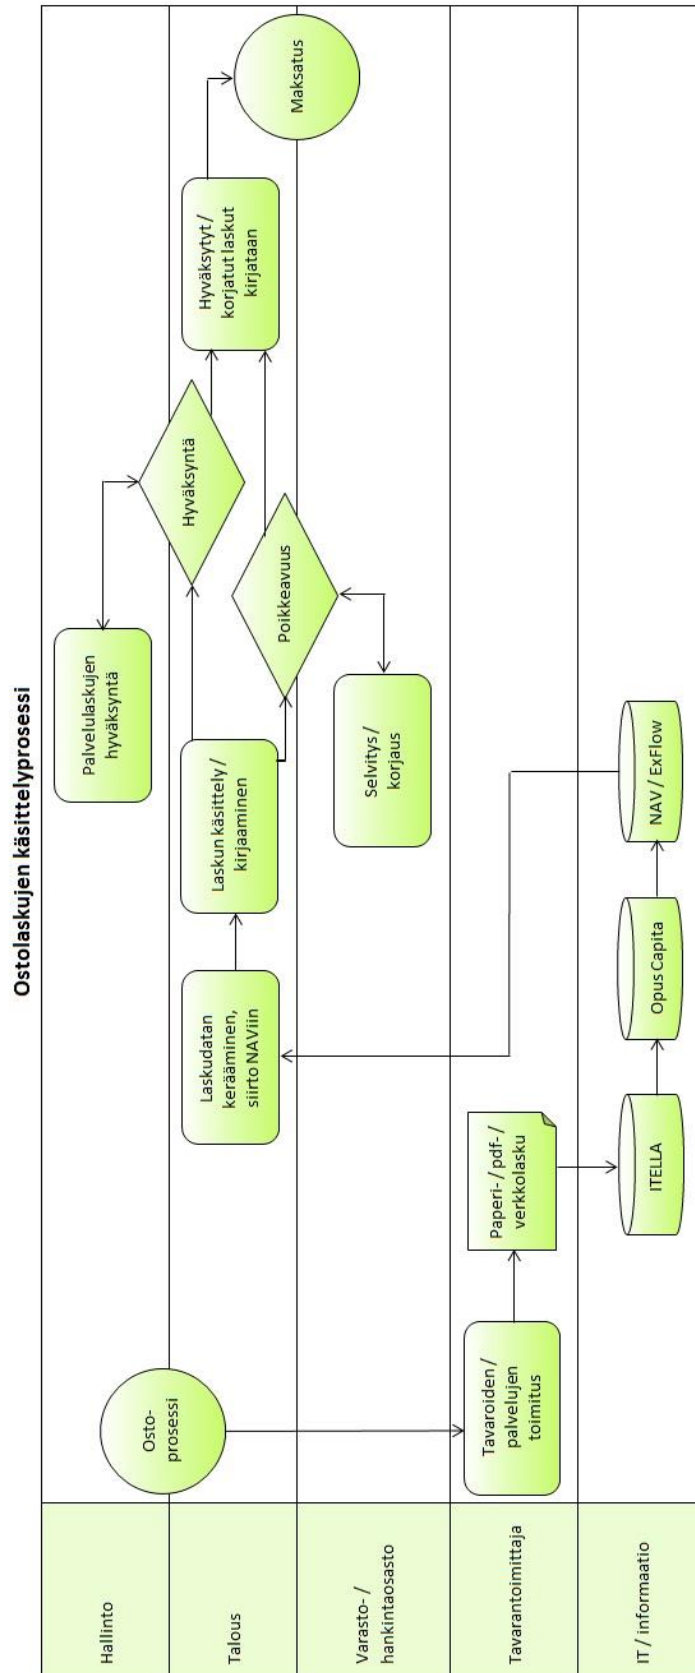 Ostolaskujen käsittelyprosessi
Hallinto
Talous
Varasto- /
hankintaosasto
Tavarantoimittaja
IT / informaatio
Osto-
prosessi
Tavaroiden /
palvelujen
toimitus
Paperi- / pdf- /
verkkolasku
ITELLA
Opus Capita
NAV / ExFlow
Laskudatan
kerääminen,
siirto NAViin
Laskun käsittely /
kirjaaminen
Palvelulaskujen
hyväksyntä
Hyväksyntä
Poikkeavuus
Selvitys /
korjaus
Hyväksytyt /
korjatut laskut
kirjataan
Maksatus